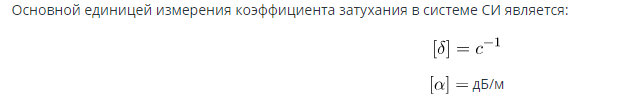 Основной единицей измерения коэффициента затухания в системе СИ является:
[δ] = c⁻¹
[α] = дБ/м